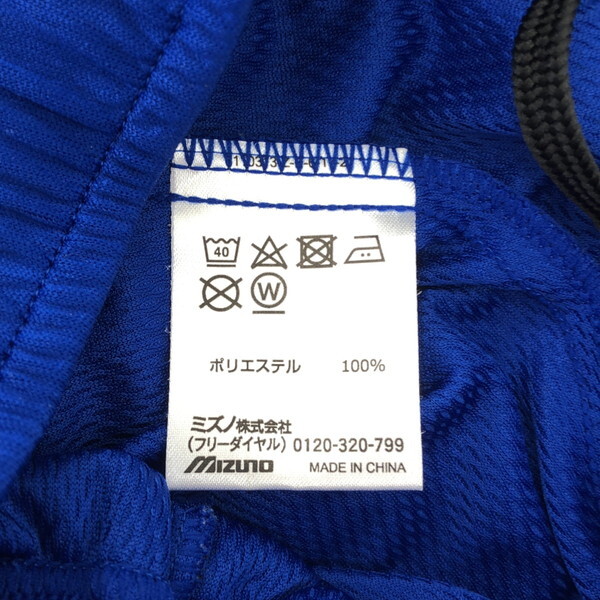 40
W
ポリエステル 100%
ミズノ株式会社
(フリーダイヤル) 0120-320-799
MIZUNO MADE IN CHINA